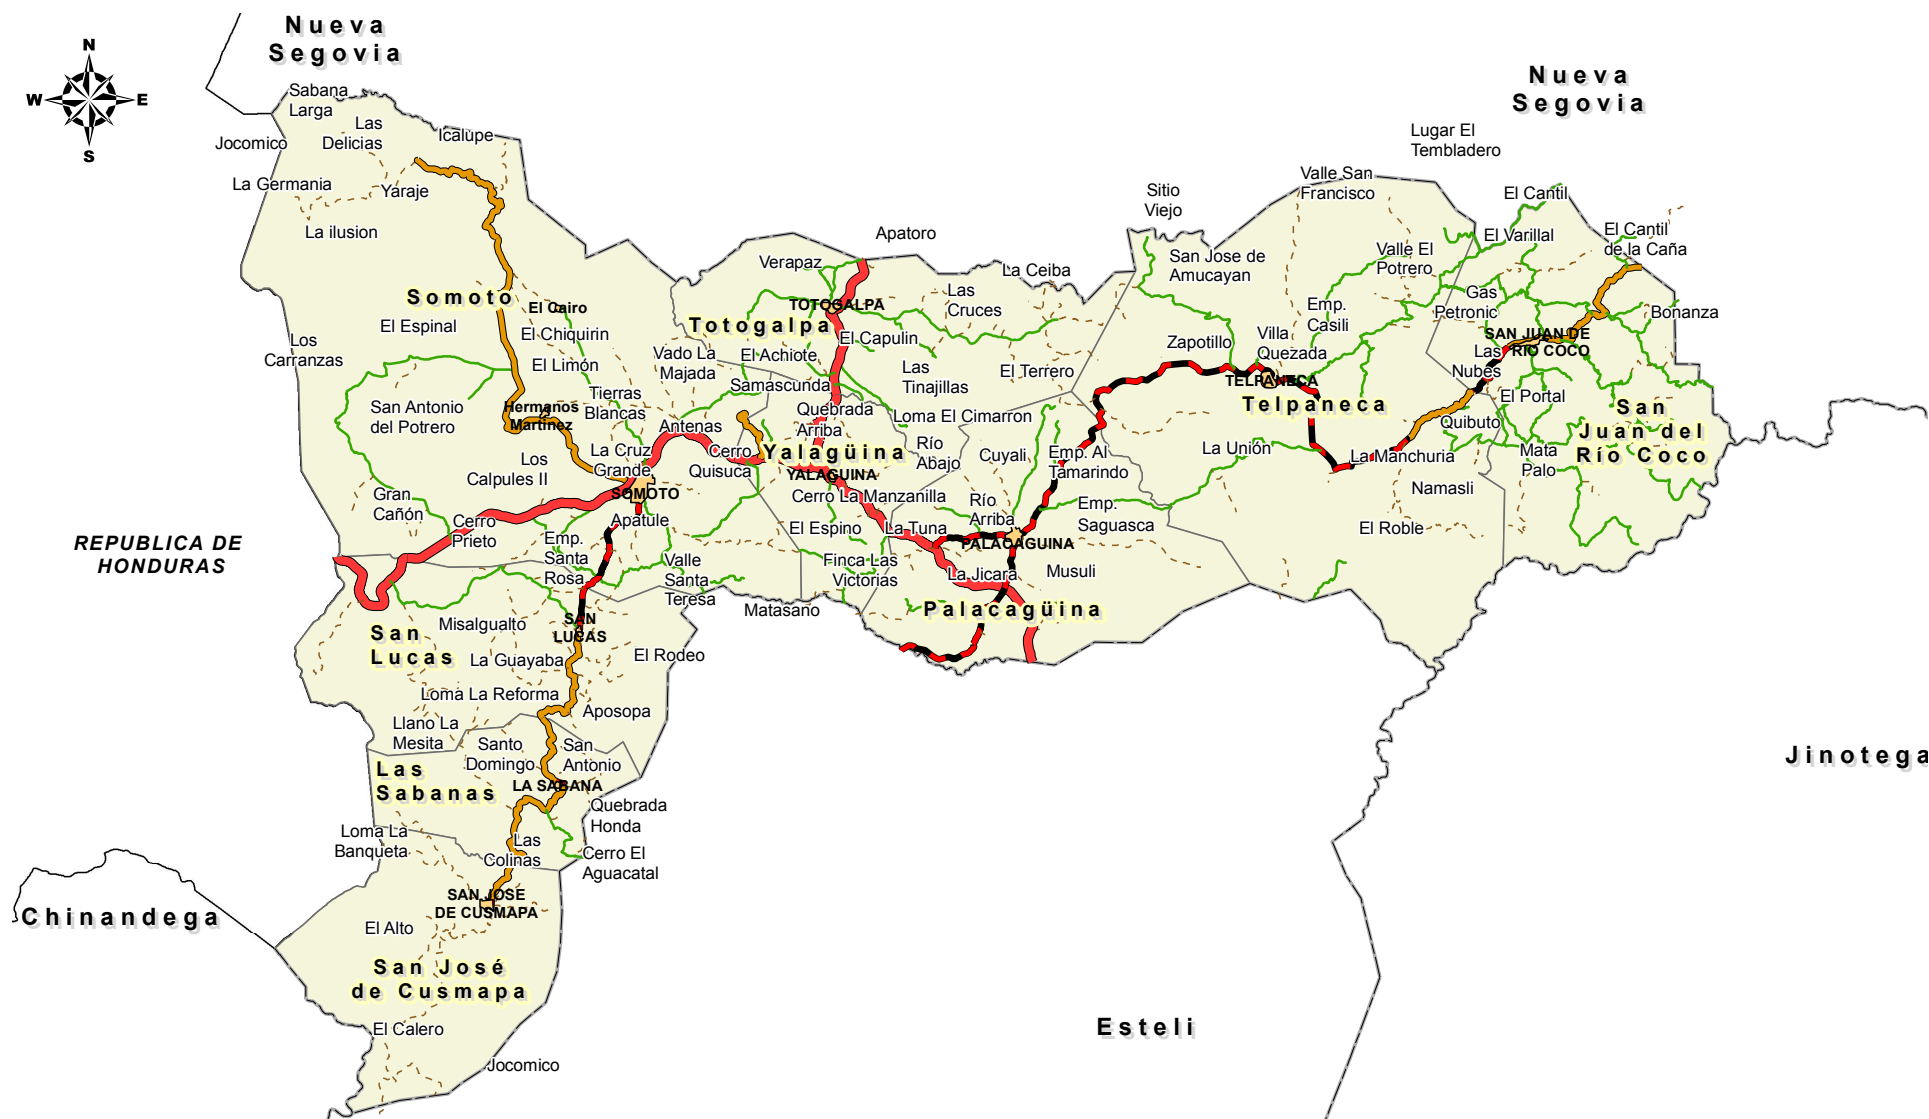 Nueva
Segovia
N
W
E
S
Nueva
Segovia
Sabana
Larga
Las
Delicias
Icalupe
Jocomico
La Germania
Yaraje
La ilusion
Lugar El
Tembladero
Valle San
Francisco
Sitio
Viejo
El Cantil
El Varillal
El Cantil
de la Caña
Apatoro
Verapaz
La Ceiba
San Jose de
Amucayan
Valle El
Potrero
Somoto
El Cairo
El Espinal
El Chiquirin
TOTOGALPA
Totogalpa
Las
Cruces
Emp.
Casili
Gas
Petronic
Bonanza
Los
Carranzas
El Limón
Vado La
Majada
El Achiote
El Capulin
Zapotillo
Villa
Quezada
SAN JUAN DE
RIO COCO
Las
Nubes
Samascunda
Las
Tinajillas
El Terrero
TELPANECA
Telpaneca
El Portal
San
Juan del
Río Coco
San Antonio
del Potrero
Hermanos
Martinez
Tierras
Blancas
Antenas
Quebrada
Arriba
Loma El Cimarron
Quibuto
La Cruz
Grande
Cerro
Quisuca
Yalagüina
YALAGUINA
Río
Abajo
Cuyali
Emp. Al
Tamarindo
La Unión
La Manchuria
Mata
Palo
Los
Calpules II
SOMOTO
Gran
Cañón
Cerro
Prieto
Apatule
Cerro La Manzanilla
Río
Arriba
Emp.
Saguasca
Namasli
El Roble
El Espino
La Tuna
PALACAGUINA
REPUBLICA DE
HONDURAS
Emp.
Santa
Rosa
Valle
Santa
Teresa
Finca Las
Victorias
La Jicara
Musuli
Matasano
Palacagüina
Misalgualto
SAN
LUCAS
San
Lucas
La Guayaba
El Rodeo
Loma La Reforma
Aposopa
Llano La
Mesita
Santo
Domingo
San
Antonio
Las
Sabanas
LA SABANA
Jinotega
Quebrada
Honda
Loma La
Banqueta
Las
Colinas
Cerro El
Aguacatal
SAN JOSE
DE CUSMAPA
Chinandega
El Alto
San José
de Cusmapa
El Calero
Esteli
Jocomico